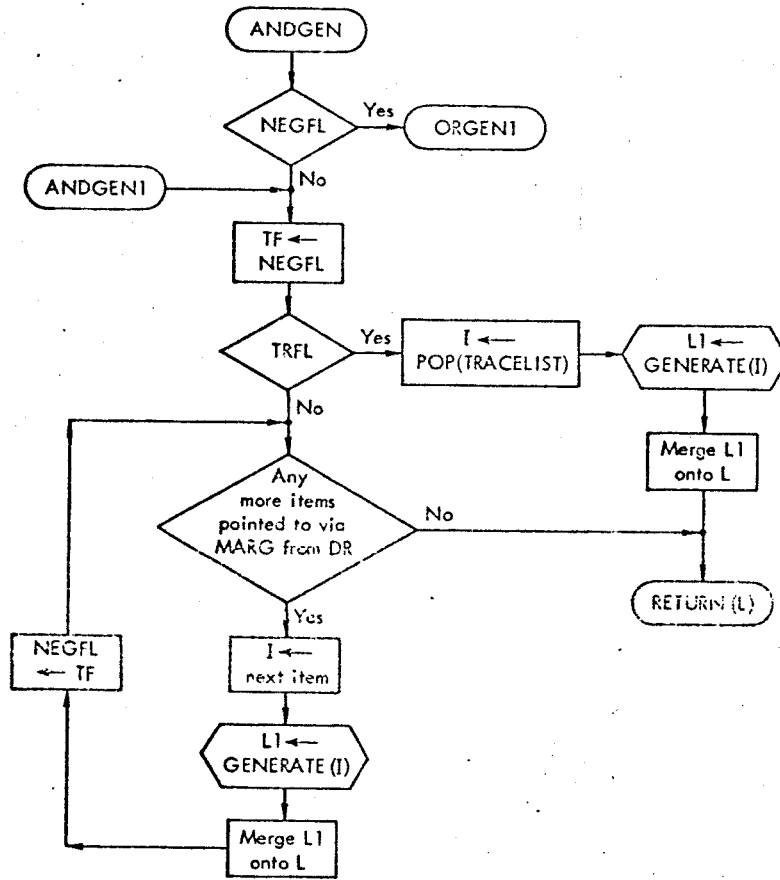 ANDGEN
NEGFL
Yes
ORGEN1
No
ANDGEN1
TF ←
NEGFL
TRFL
Yes
I ←
POP(TRACELIST)
L1 ←
GENERATE(I)
No
Merge L1
onto L
Any
more items
pointed to via
MARG from DR
No
RETURN(L)
Yes
NEGFL
← TF
I ←
next item
L1 ←
GENERATE(I)
Merge L1
onto L